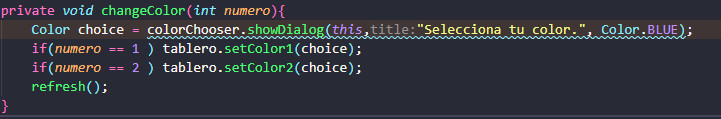 private void changeColor(int numero){
    Color choice = colorChooser.showDialog(this,title:"Selecciona tu color.", Color.BLUE);
    if(numero == 1 ) tablero.setColor1(choice);
    if(numero == 2 ) tablero.setColor2(choice);
    refresh();
}